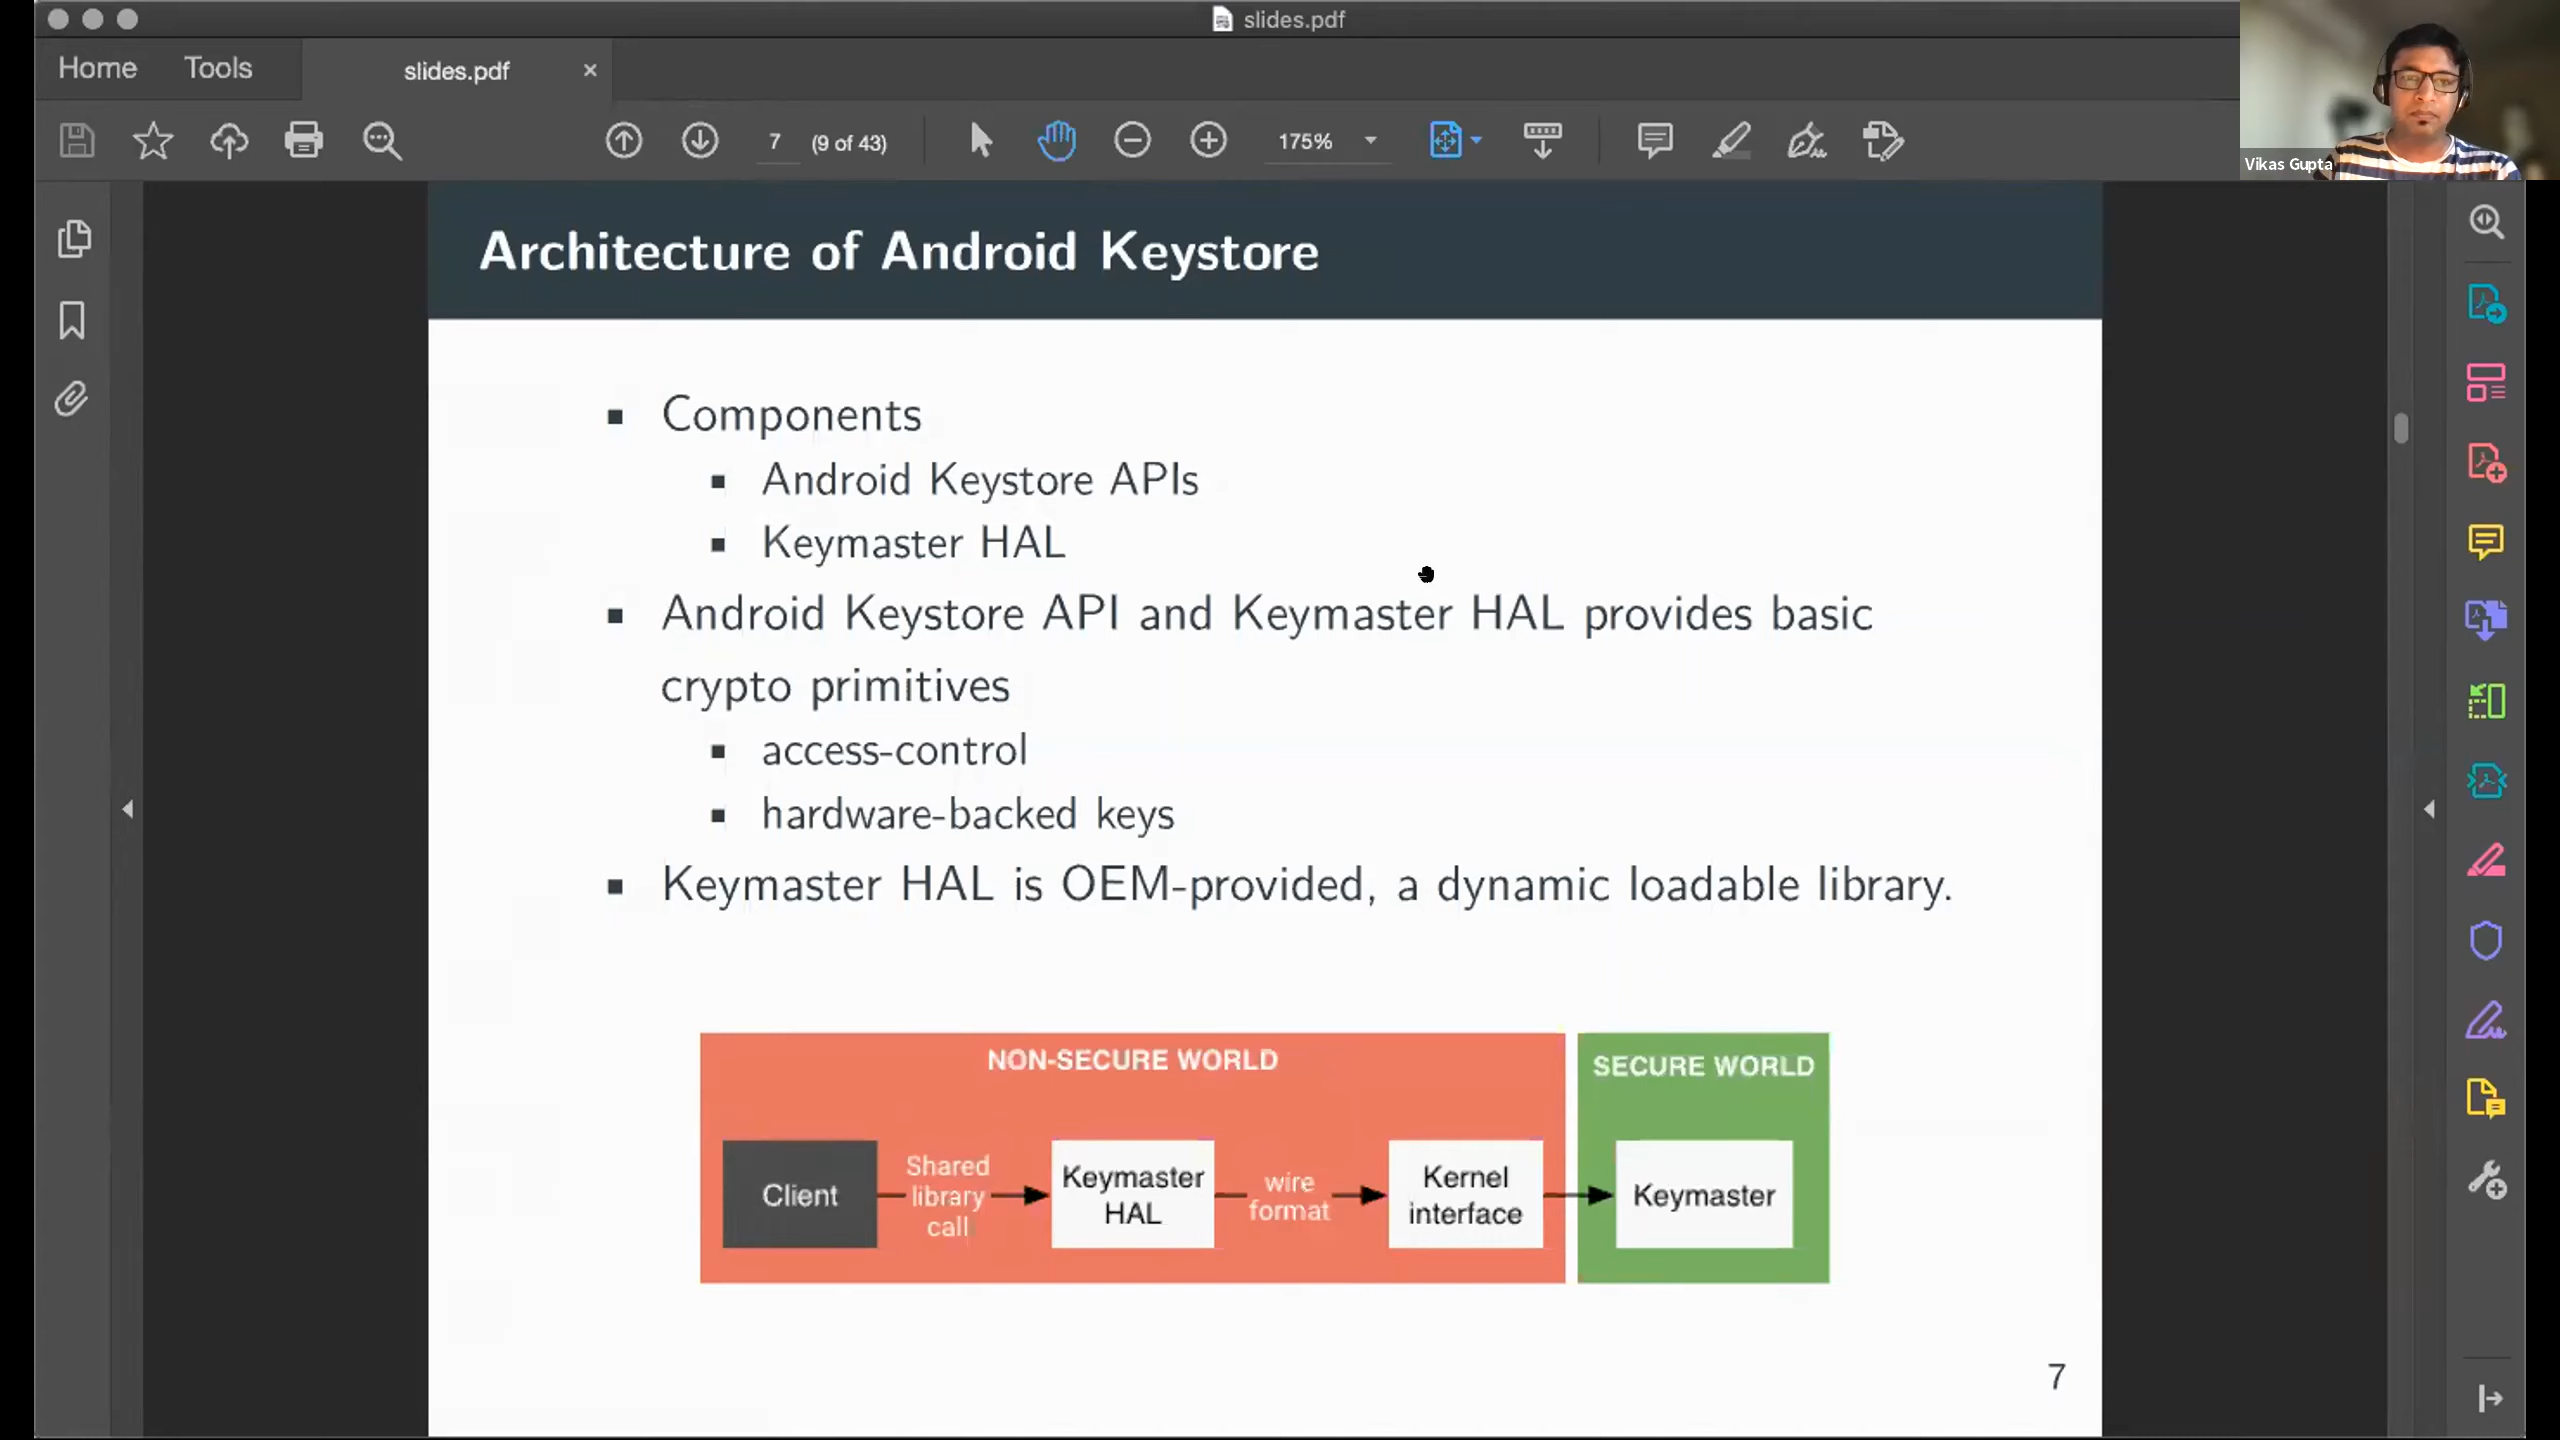 slides.pdf
Home
Tools
slides.pdf
7
(9 of 43)
175%
Vikas Gupta
Architecture of Android Keystore
Components
Android Keystore APIs
Keymaster HAL
Android Keystore API and Keymaster HAL provides basic
crypto primitives
access-control
hardware-backed keys
Keymaster HAL is OEM-provided, a dynamic loadable library.
NON-SECURE WORLD
SECURE WORLD
Client
Shared
library
call
Keymaster
HAL
wire
format
Kernel
interface
Keymaster
7